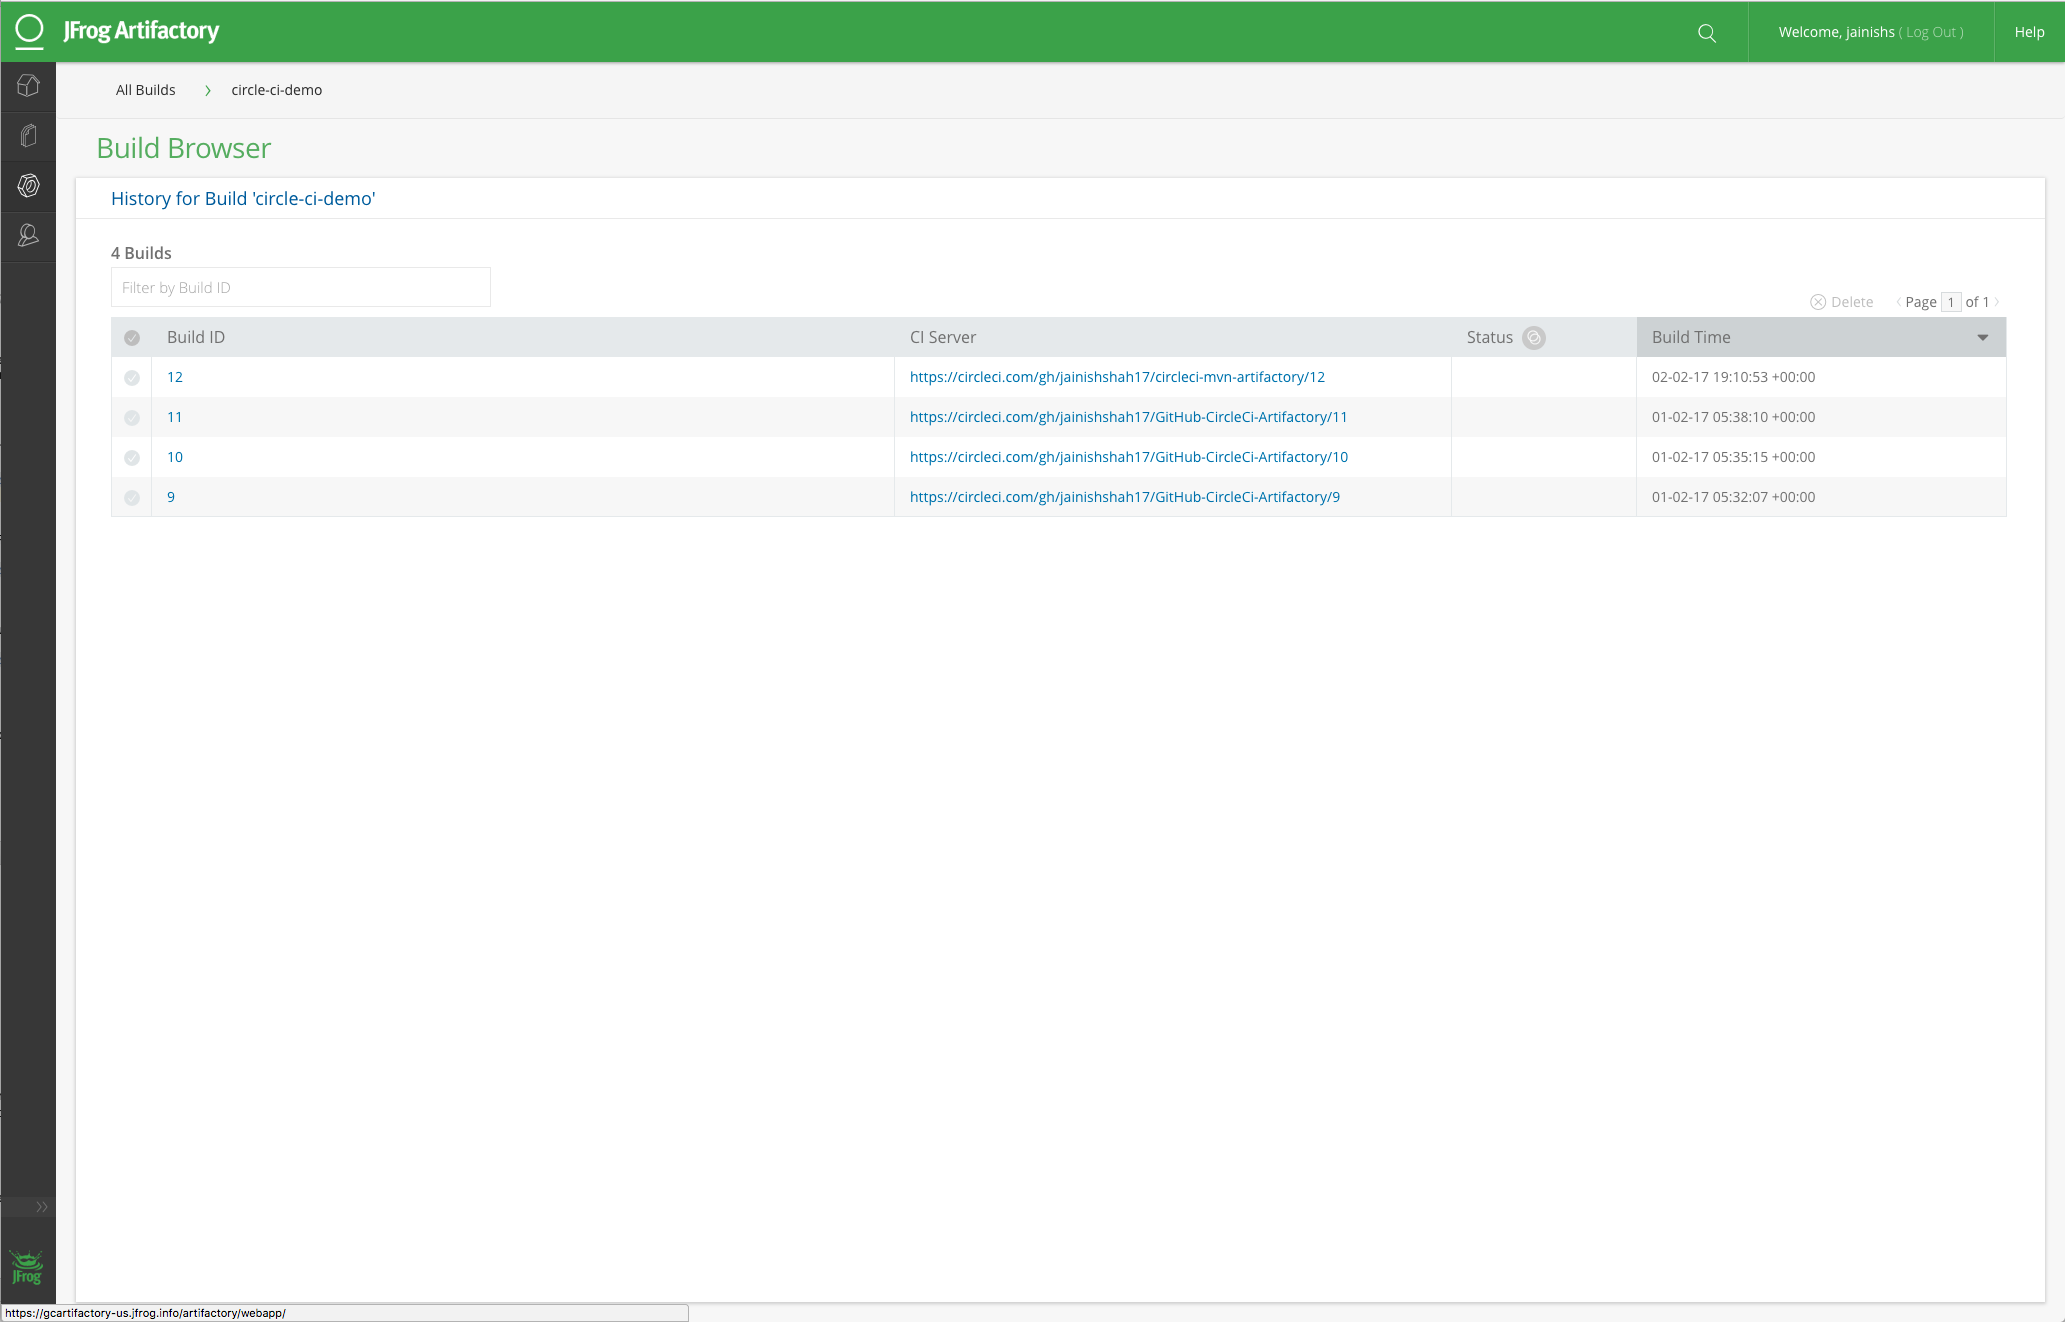 JFrog Artifactory
Welcome, jainishs ( Log Out )
Help
All Builds > circle-ci-demo
Build Browser
History for Build 'circle-ci-demo'
4 Builds
Filter by Build ID
Delete
Page 1 of 1
Build ID CI Server Status Build Time
12 https://circleci.com/gh/jainishshah17/circleci-mvn-artifactory/12 02-02-17 19:10:53 +00:00
11 https://circleci.com/gh/jainishshah17/GitHub-CircleCi-Artifactory/11 01-02-17 05:38:10 +00:00
10 https://circleci.com/gh/jainishshah17/GitHub-CircleCi-Artifactory/10 01-02-17 05:35:15 +00:00
9 https://circleci.com/gh/jainishshah17/GitHub-CircleCi-Artifactory/9 01-02-17 05:32:07 +00:00
JFrog
https://gcartifactory-us.jfrog.info/artifactory/webapp/